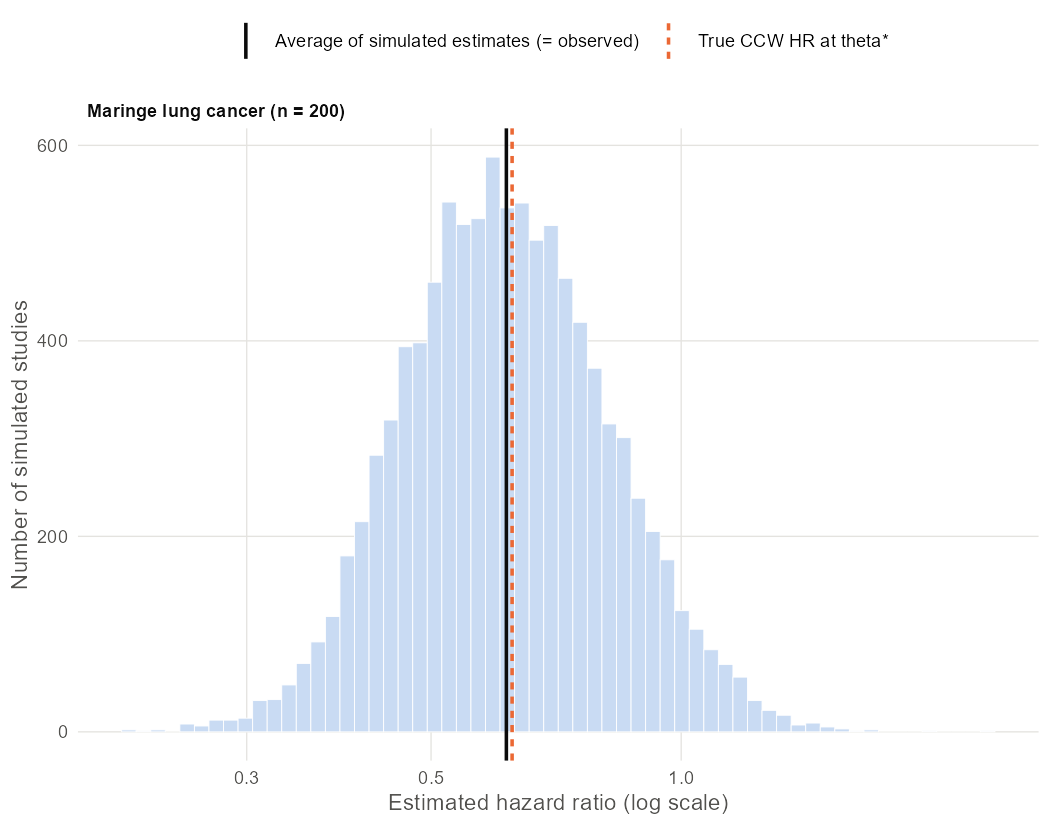 Average of simulated estimates (= observed)
True CCW HR at theta*
Maringe lung cancer (n = 200)
600
400
200
0
Number of simulated studies
0.3
0.5
1.0
Estimated hazard ratio (log scale)